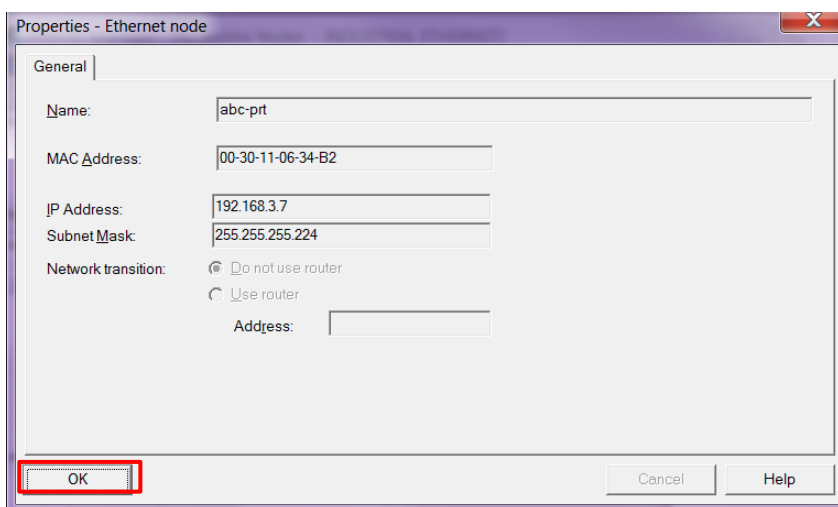 Properties - Ethernet node
X
General
Name: abc-prt
MAC Address: 00-30-11-06-34-B2
IP Address: 192.168.3.7
Subnet Mask: 255.255.255.224
Network transition: Do not use router
Use router
Address:
OK Cancel Help